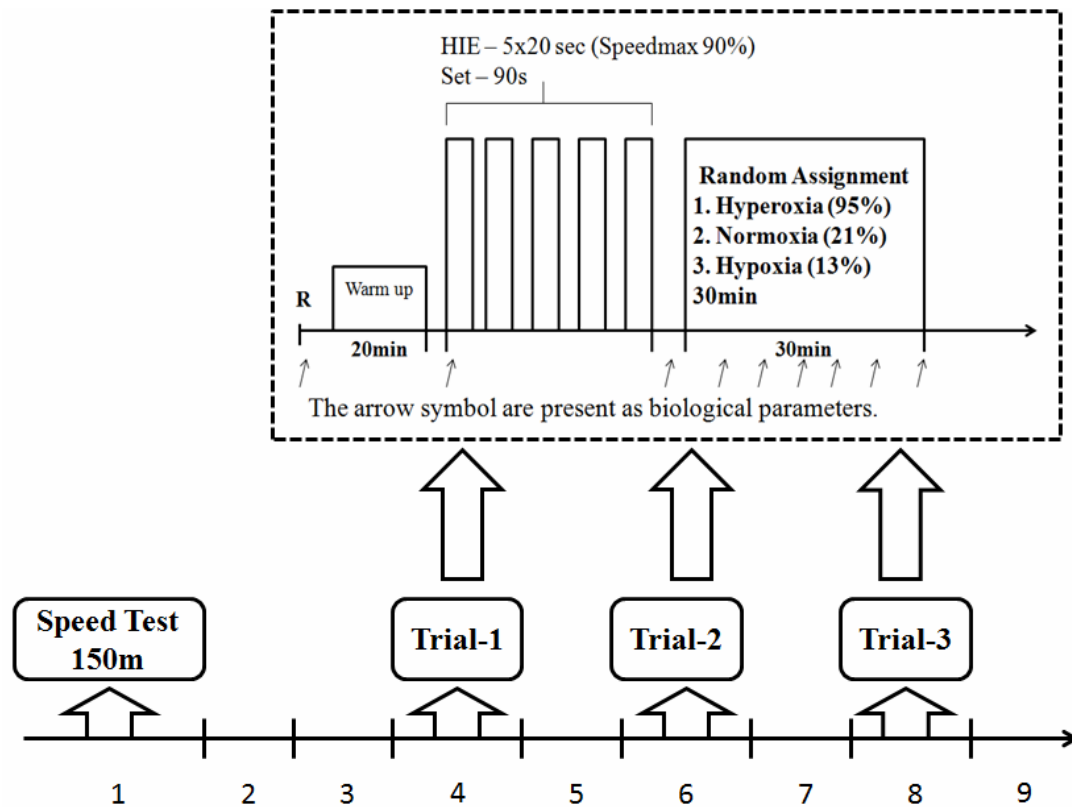 HIE – 5x20 sec (Speedmax 90%)
Set – 90s
Random Assignment
1. Hyperoxia (95%)
2. Normoxia (21%)
3. Hypoxia (13%)
30min
R
Warm up
20min
30min
The arrow symbol are present as biological parameters.
Speed Test
150m
Trial-1
Trial-2
Trial-3
1 2 3 4 5 6 7 8 9